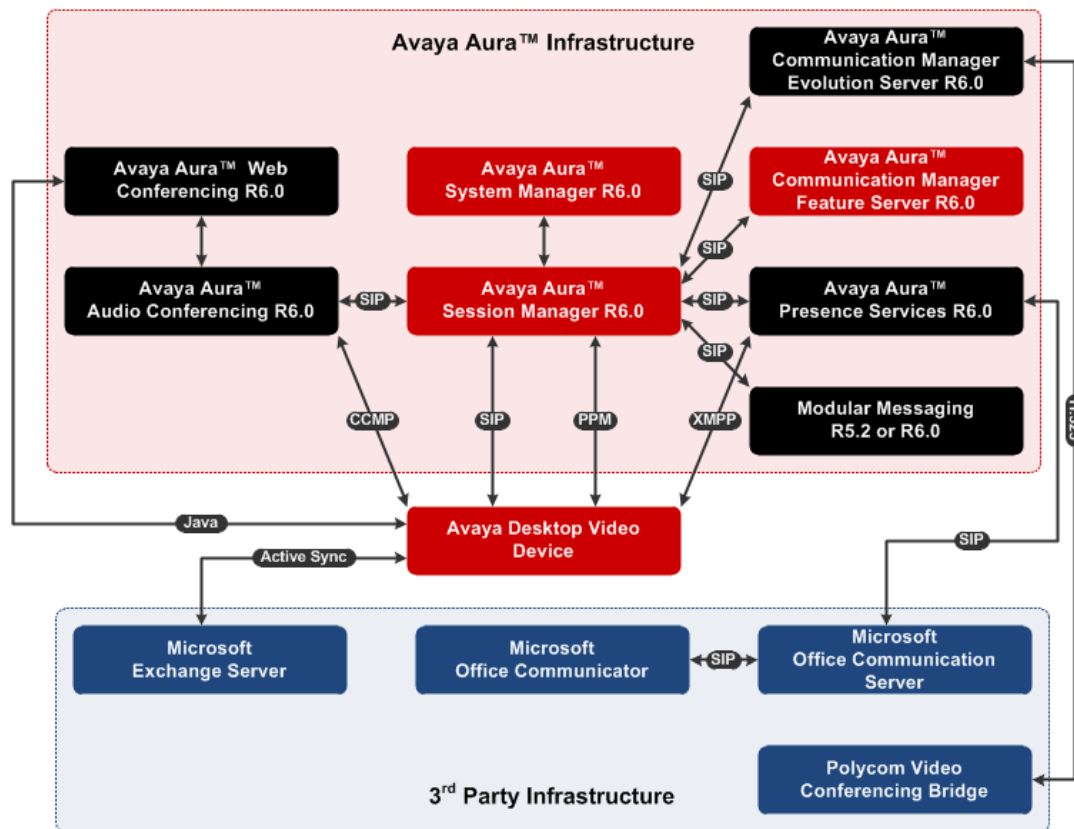 Avaya Aura™ Infrastructure
Avaya Aura™
Communication Manager
Evolution Server R6.0
Avaya Aura™ Web
Conferencing R6.0
Avaya Aura™
System Manager R6.0
SIP
Avaya Aura™
Communication Manager
Feature Server R6.0
SIP
Avaya Aura™
Audio Conferencing R6.0
SIP
Avaya Aura™
Session Manager R6.0
SIP
Avaya Aura™
Presence Services R6.0
SIP
CCMP
SIP
PPM
XMPP
Modular Messaging
R5.2 or R6.0
Java
Avaya Desktop Video
Device
SIP
Active Sync
Microsoft
Exchange Server
Microsoft
Office Communicator
SIP
Microsoft
Office Communication
Server
Polycom Video
Conferencing Bridge
3rd Party Infrastructure